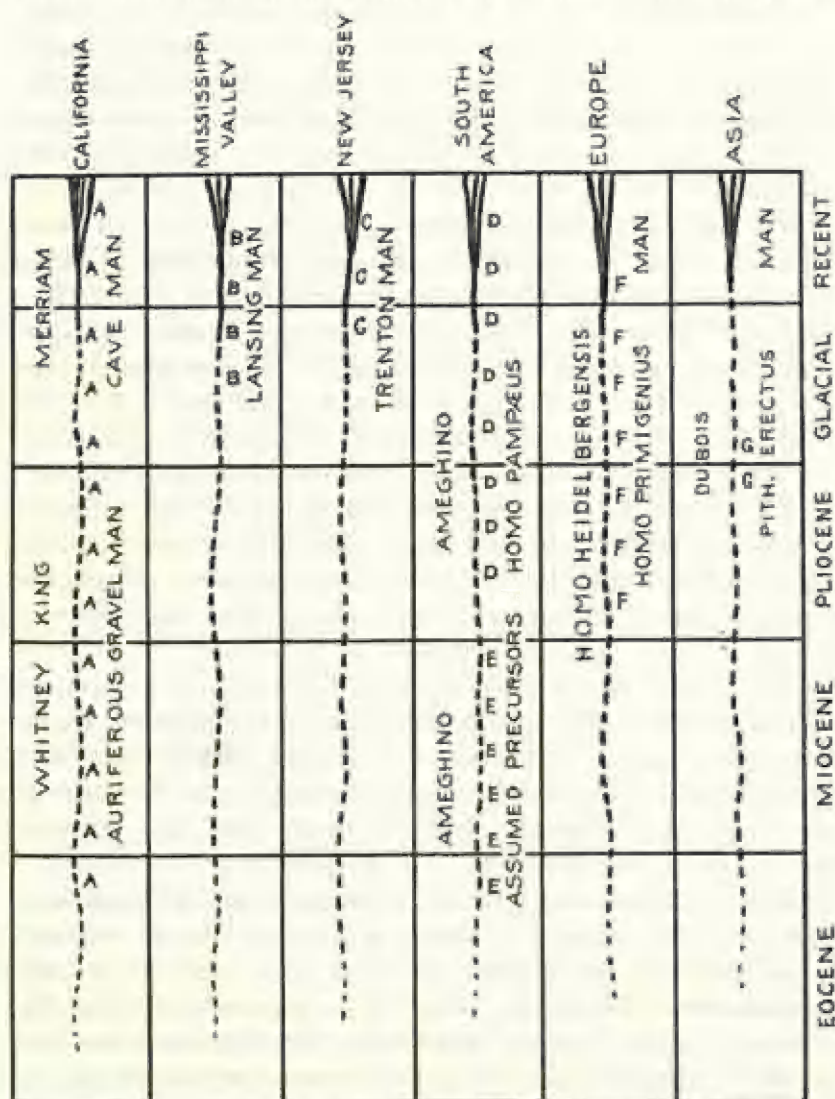 WHITNEY KING MERRIAM
CALIFORNIA
A A A A A A A A A A A A A
AURIFEROUS GRAVEL MAN CAVE MAN
MISSISSIPPI
VALLEY
B B B B
LANSING MAN
NEW JERSEY
C C C
TRENTON MAN
AMEGHINO AMEGHINO
SOUTH
AMERICA
E E E E E E D D D D D D D D
ASSUMED PRECURSORS HOMO PAMPÆUS
HOMO HEIDELBERGENSIS
EUROPE
F F F F F F F
HOMO PRIMIGENIUS MAN
DUBOIS
ASIA
G G
PITH. ERECTUS MAN
EOCENE MIOCENE PLIOCENE GLACIAL RECENT